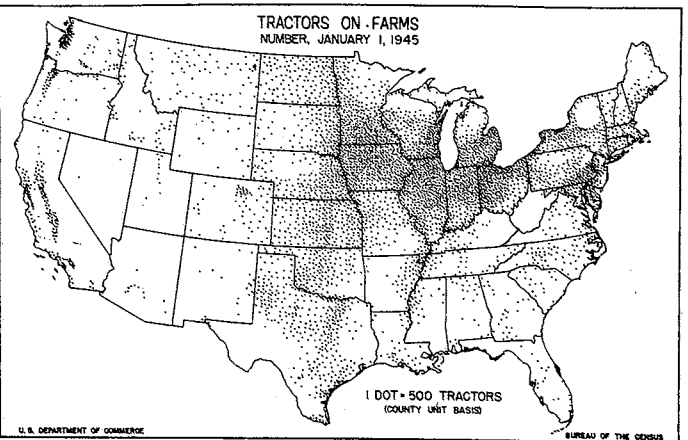 TRACTORS ON FARMS
NUMBER, JANUARY 1, 1945
1 DOT = 500 TRACTORS
(COUNTY UNIT BASIS)
U. S. DEPARTMENT OF COMMERCE
BUREAU OF THE CENSUS